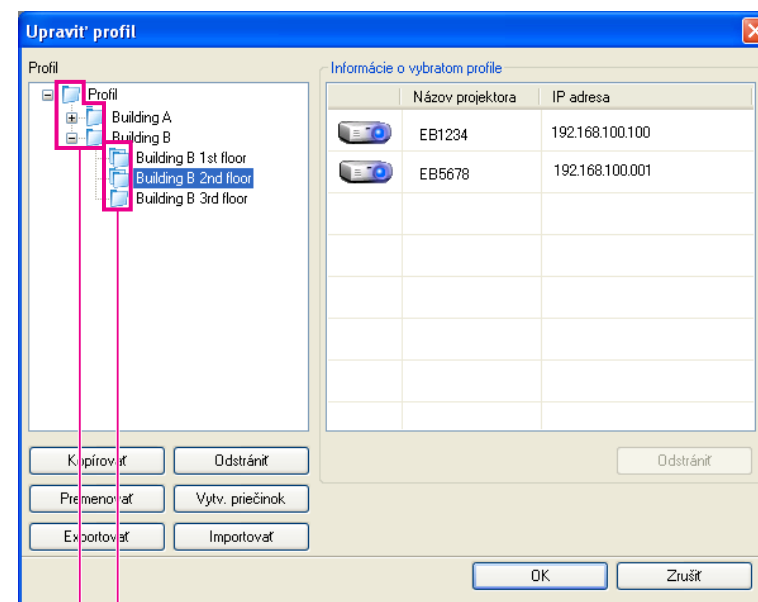 Upraviť profil
Profil
Profil
Building A
Building B
Building B 1st floor
Building B 2nd floor
Building B 3rd floor
Informácie o vybratom profile
Názov projektora IP adresa
EB1234 192.168.100.100
EB5678 192.168.100.001
Kopírovať Odstrániť
Premenovať Vytv. priečinok
Exportovať Importovať
Odstrániť
OK Zrušiť